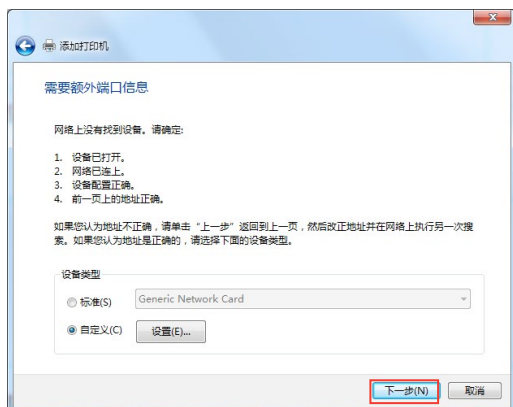 添加打印机
需要额外端口信息
网络上没有找到设备。请确定:
1. 设备已打开。
2. 网络已连上。
3. 设备配置正确。
4. 前一页上的地址正确。
如果您认为地址不正确，请单击“上一步”返回到上一页，然后改正地址并在网络上执行另一次搜
索。如果您认为地址是正确的，请选择下面的设备类型。
设备类型
标准(S) Generic Network Card
自定义(C) 设置(E)...
下一步(N) 取消